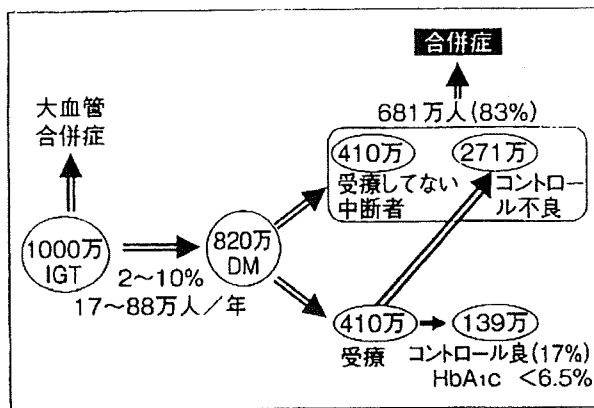 合併症
681万人(83%)
大血管
合併症
410万
271万
受療してない
中断者
コントロー
ル不良
1000万
IGT
820万
DM
2〜10%
17〜88万人/年
410万
139万
受療
コントロール良(17%)
HbA1c <6.5%